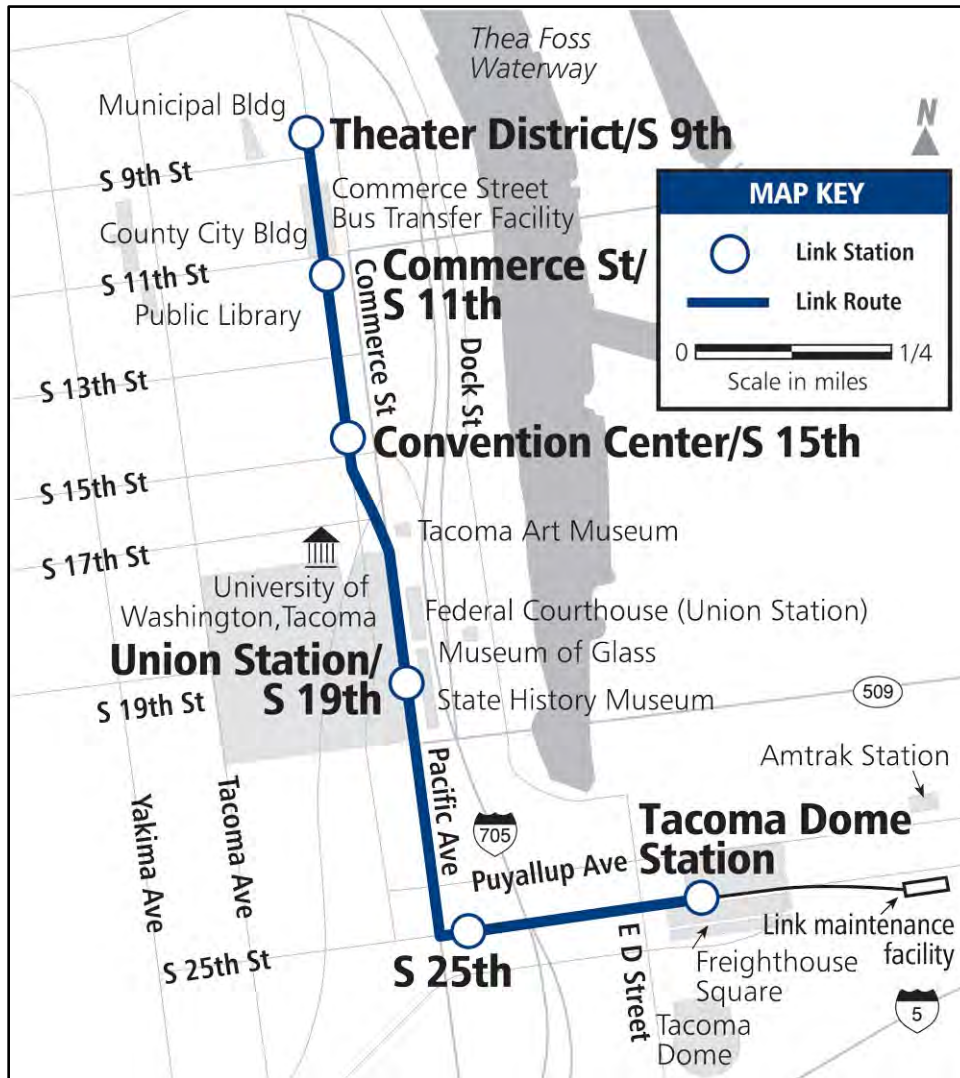 Thea Foss
Waterway
Municipal Bldg
N
Theater District/S 9th
S 9th St
Commerce Street
Bus Transfer Facility
MAP KEY
Link Station
Link Route
0
1/4
Scale in miles
County City Bldg
S 11th St
Commerce St/
S 11th
Public Library
Commerce St
Dock St
S 13th St
Convention Center/S 15th
S 15th St
Tacoma Art Museum
S 17th St
University of
Washington,Tacoma
Federal Courthouse (Union Station)
Museum of Glass
Union Station/
S 19th
S 19th St
State History Museum
509
Amtrak Station
Yakima Ave
Tacoma Ave
Pacific Ave
705
Tacoma Dome
Station
Puyallup Ave
Link maintenance
facility
S 25th St
S 25th
E D Street
Freighthouse
Square
5
Tacoma
Dome